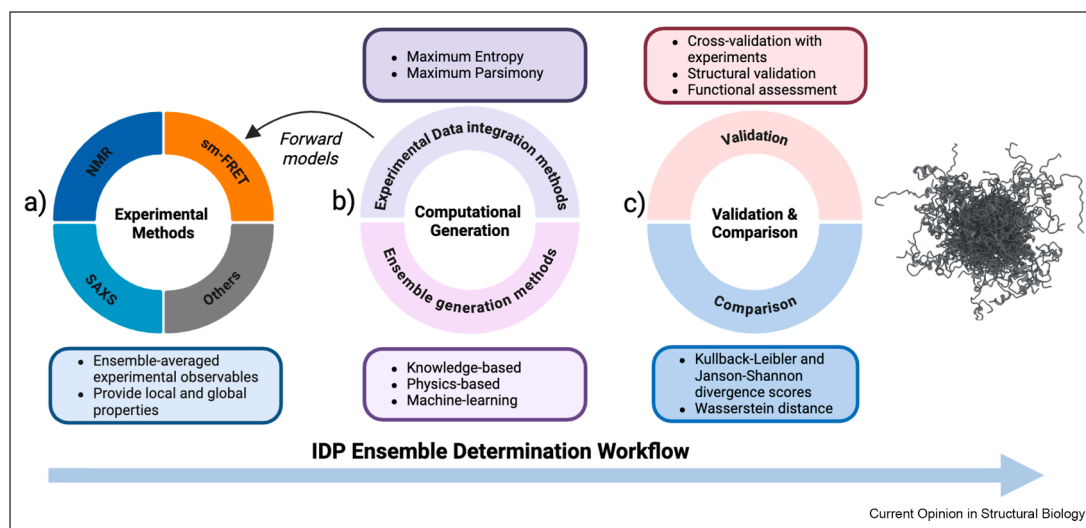 a)
NMR
sm-FRET
SAXS
Others
Experimental
Methods
• Ensemble-averaged
experimental observables
• Provide local and global
properties
Forward
models
b)
• Maximum Entropy
• Maximum Parsimony
Experimental Data integration methods
Computational
Generation
Ensemble generation methods
• Knowledge-based
• Physics-based
• Machine-learning
c)
• Cross-validation with
experiments
• Structural validation
• Functional assessment
Validation
Validation &
Comparison
Comparison
• Kullback-Leibler and
Janson-Shannon
divergence scores
• Wasserstein distance
IDP Ensemble Determination Workflow
Current Opinion in Structural Biology